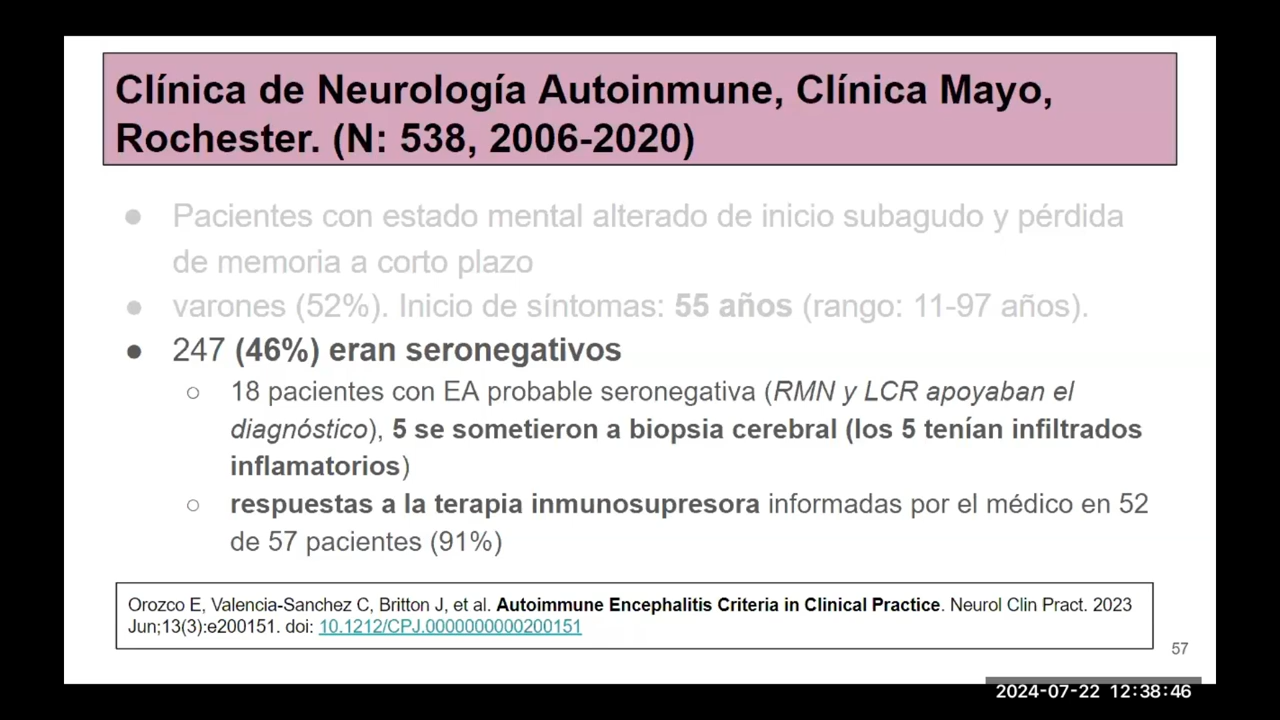 Clínica de Neurología Autoinmune, Clínica Mayo,
Rochester. (N: 538, 2006-2020)
● Pacientes con estado mental alterado de inicio subagudo y pérdida
de memoria a corto plazo
● varones (52%). Inicio de síntomas: 55 años (rango: 11-97 años).
● 247 (46%) eran seronegativos
○ 18 pacientes con EA probable seronegativa (RMN y LCR apoyaban el
diagnóstico), 5 se sometieron a biopsia cerebral (los 5 tenían infiltrados
inflamatorios)
○ respuestas a la terapia inmunosupresora informadas por el médico en 52
de 57 pacientes (91%)
Orozco E, Valencia-Sanchez C, Britton J, et al. Autoimmune Encephalitis Criteria in Clinical Practice. Neurol Clin Pract. 2023
Jun;13(3):e200151. doi: 10.1212/CPJ.0000000000200151
57
2024-07-22 12:38:46